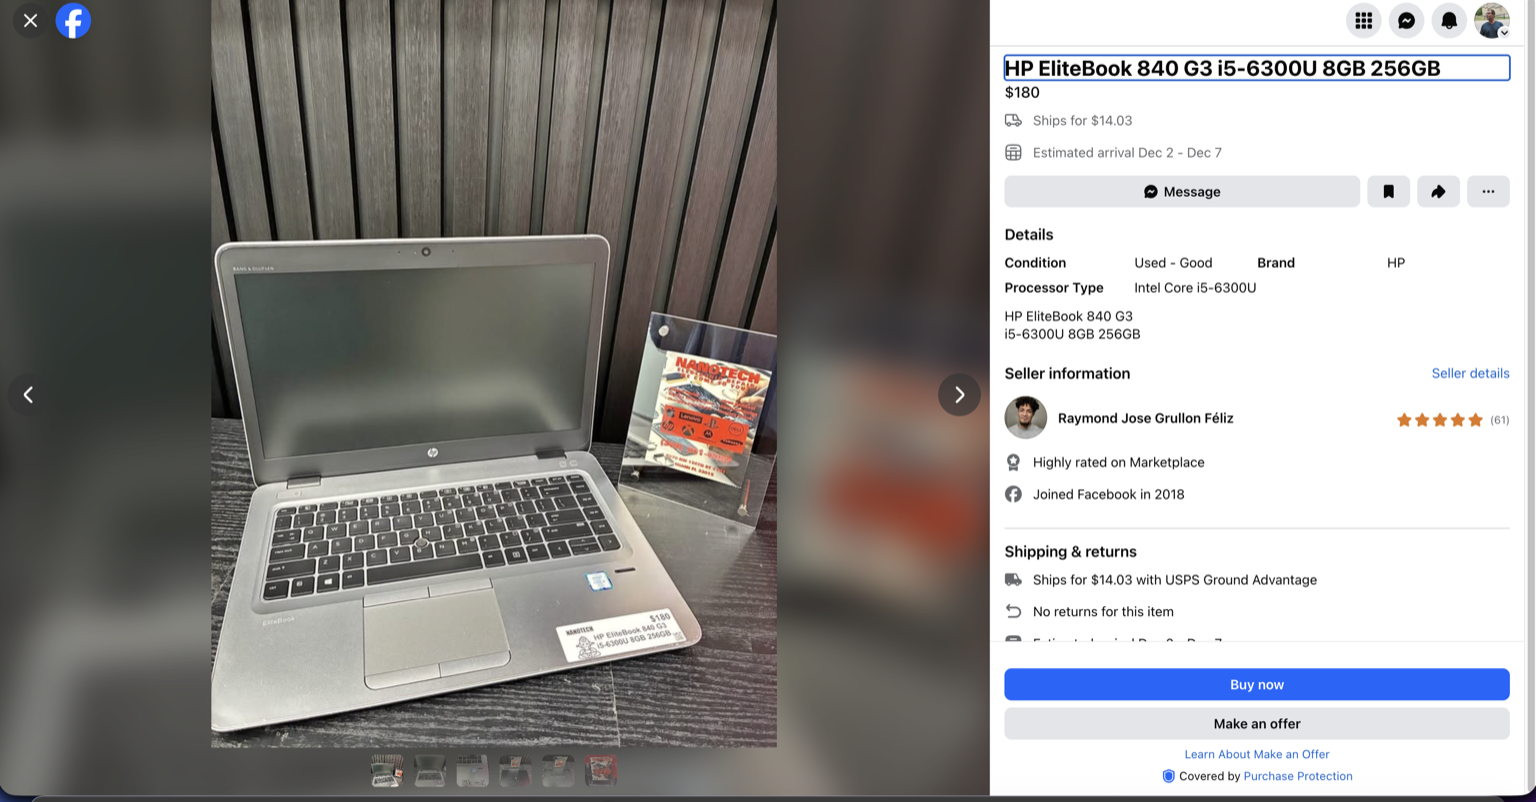 HP EliteBook 840 G3 i5-6300U 8GB 256GB
$180
Ships for $14.03
Estimated arrival Dec 2 - Dec 7
Message
Details
Condition Used - Good Brand HP
Processor Type Intel Core i5-6300U
HP EliteBook 840 G3
i5-6300U 8GB 256GB
Seller information Seller details
Raymond Jose Grullon Féliz (61)
Highly rated on Marketplace
Joined Facebook in 2018
Shipping & returns
Ships for $14.03 with USPS Ground Advantage
No returns for this item
Buy now
Make an offer
Learn About Make an Offer
Covered by Purchase Protection
BANG & OLUFSEN
hp
NANOTECH
Lenovo
EliteBook
NANOTECH $180
HP EliteBook 840 G3
i5-6300U 8GB 256GB